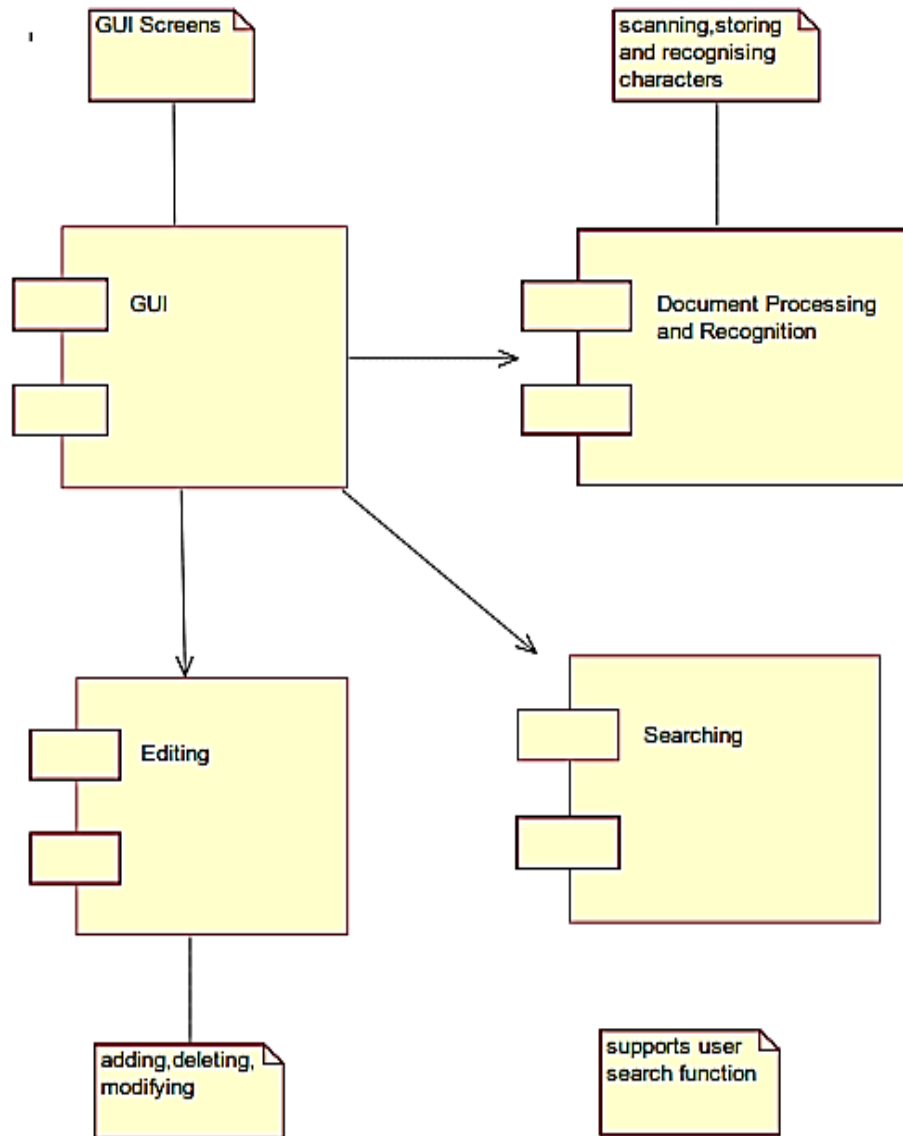 GUI Screens
scanning,storing
and recognising
characters
GUI
Document Processing
and Recognition
Editing
Searching
adding,deleting,
modifying
supports user
search function